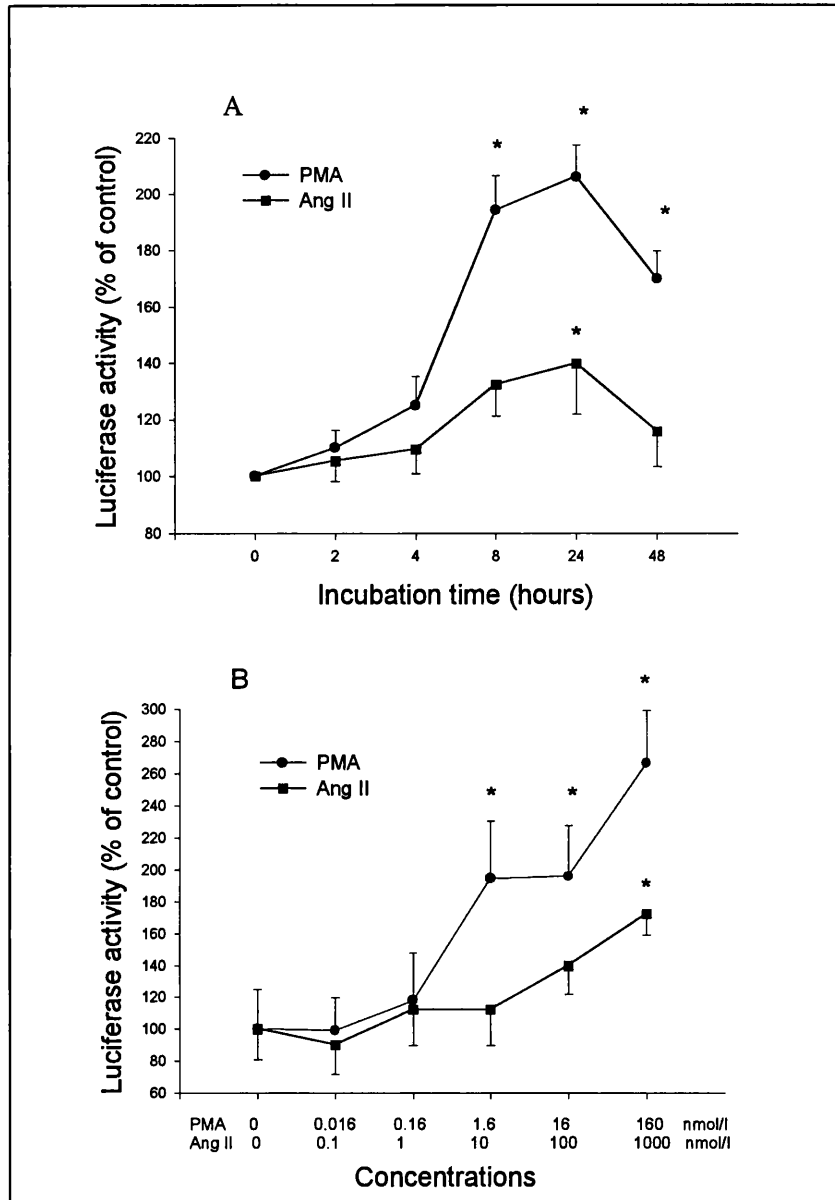 A
220
200
180
160
140
120
100
80
Luciferase activity (% of control)
PMA
Ang II
*
*
*
*
0 2 4 8 24 48
Incubation time (hours)
B
300
280
260
240
220
200
180
160
140
120
100
80
60
Luciferase activity (% of control)
PMA
Ang II
*
*
*
*
PMA 0 0.016 0.16 1.6 16 160 nmol/l
Ang II 0 0.1 1 10 100 1000 nmol/l
Concentrations